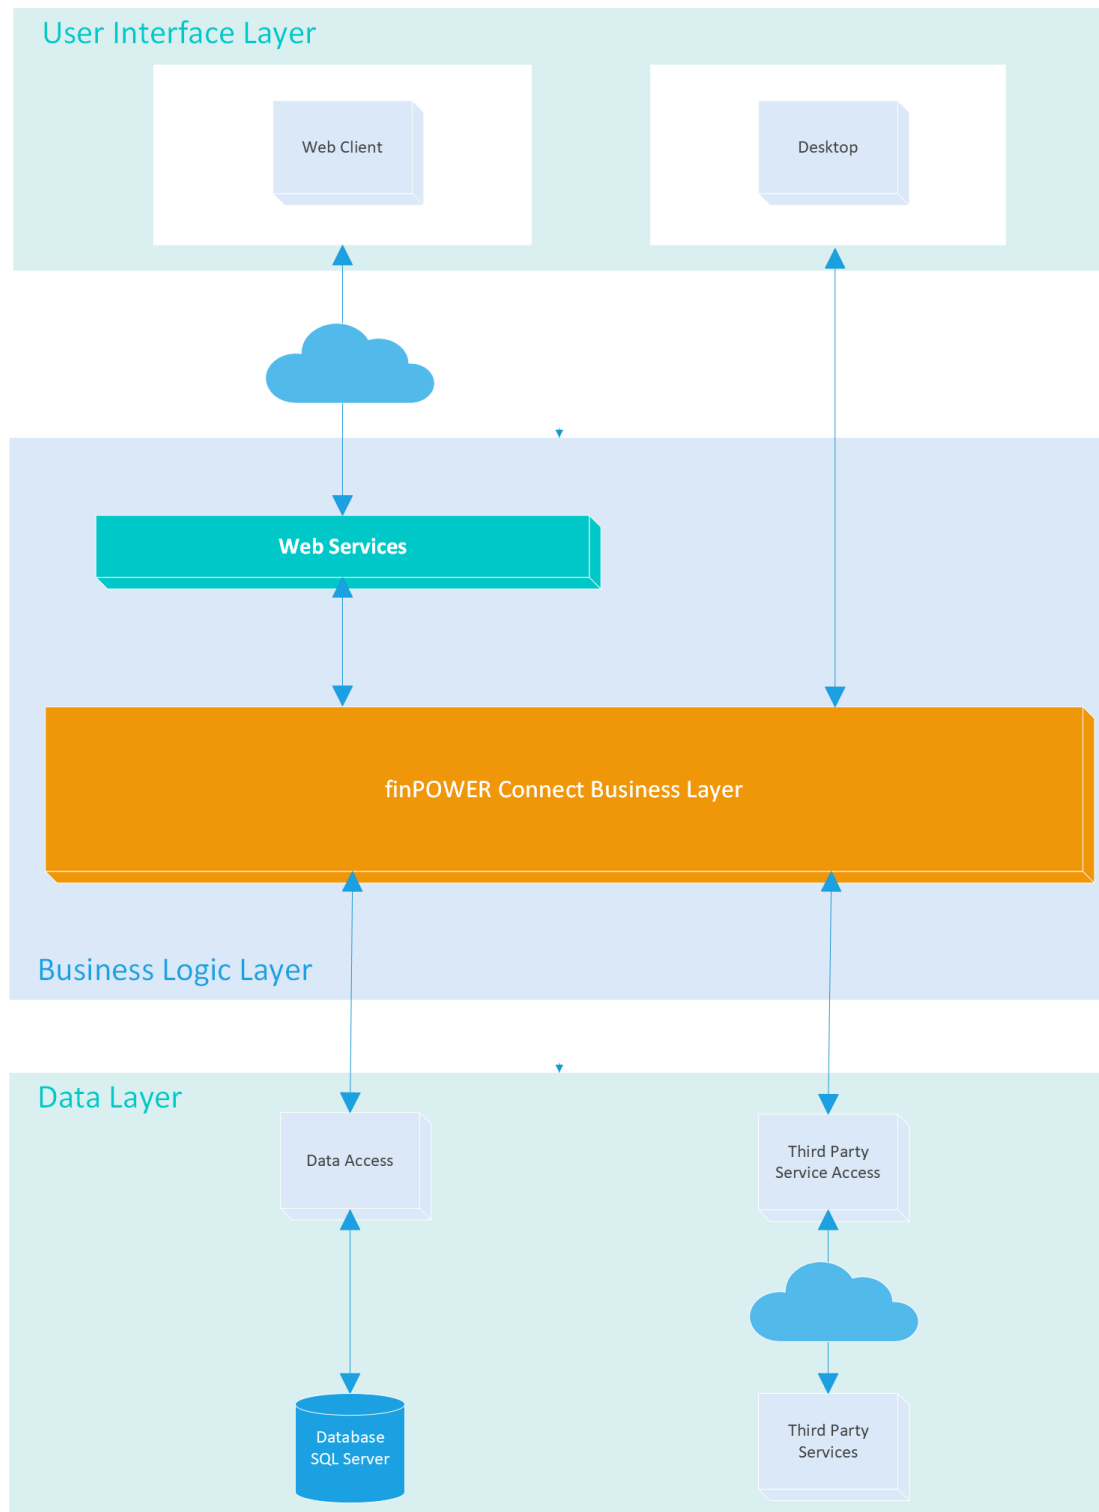 User Interface Layer
Web Client
Desktop
Web Services
finPOWER Connect Business Layer
Business Logic Layer
Data Layer
Data Access
Third Party
Service Access
Database
SQL Server
Third Party
Services